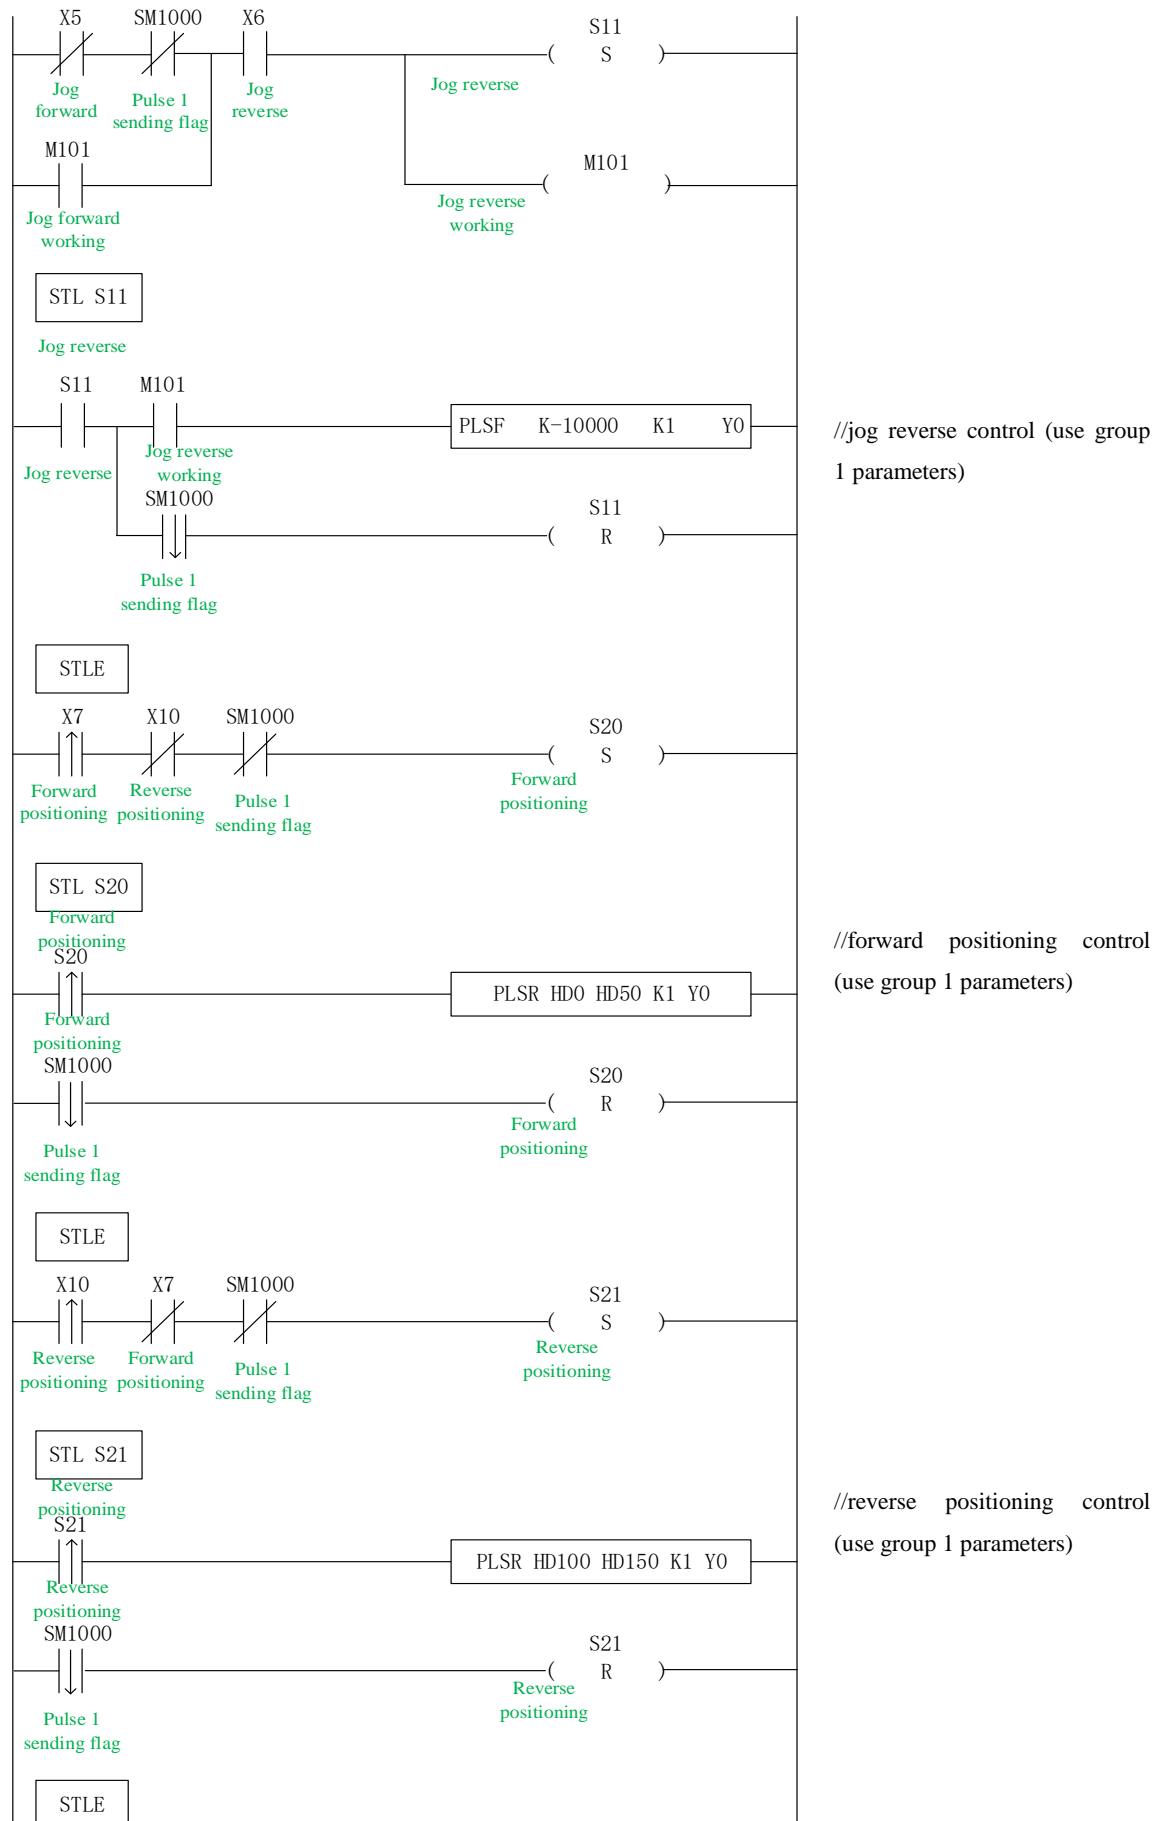 X5 SM1000 X6 S11
S
Jog forward
Pulse 1 sending flag
Jog reverse
Jog reverse
M101 M101
Jog forward working
Jog reverse working
STL S11
Jog reverse
S11 M101
PLSF K-10000 K1 Y0
//jog reverse control (use group
1 parameters)
Jog reverse
Jog reverse working
SM1000 S11
R
Pulse 1
sending flag
STLE
X7 X10 SM1000 S20
S
Forward positioning
Reverse positioning
Pulse 1 sending flag
Forward positioning
STL S20
Forward
positioning
S20
PLSR HD0 HD50 K1 Y0
//forward positioning control
(use group 1 parameters)
Forward
positioning
SM1000 S20
R
Pulse 1 sending flag
Forward positioning
STLE
X10 X7 SM1000 S21
S
Reverse positioning
Forward positioning
Pulse 1 sending flag
Reverse positioning
STL S21
Reverse
positioning
S21
PLSR HD100 HD150 K1 Y0
//reverse positioning control
(use group 1 parameters)
Reverse
positioning
SM1000 S21
R
Pulse 1 sending flag
Reverse positioning
STLE